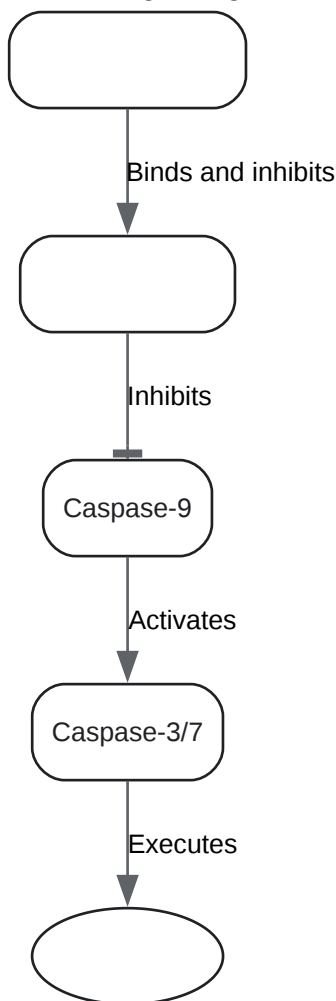 Binds and inhibits
Inhibits
Caspase-9
Activates
Caspase-3/7
Executes